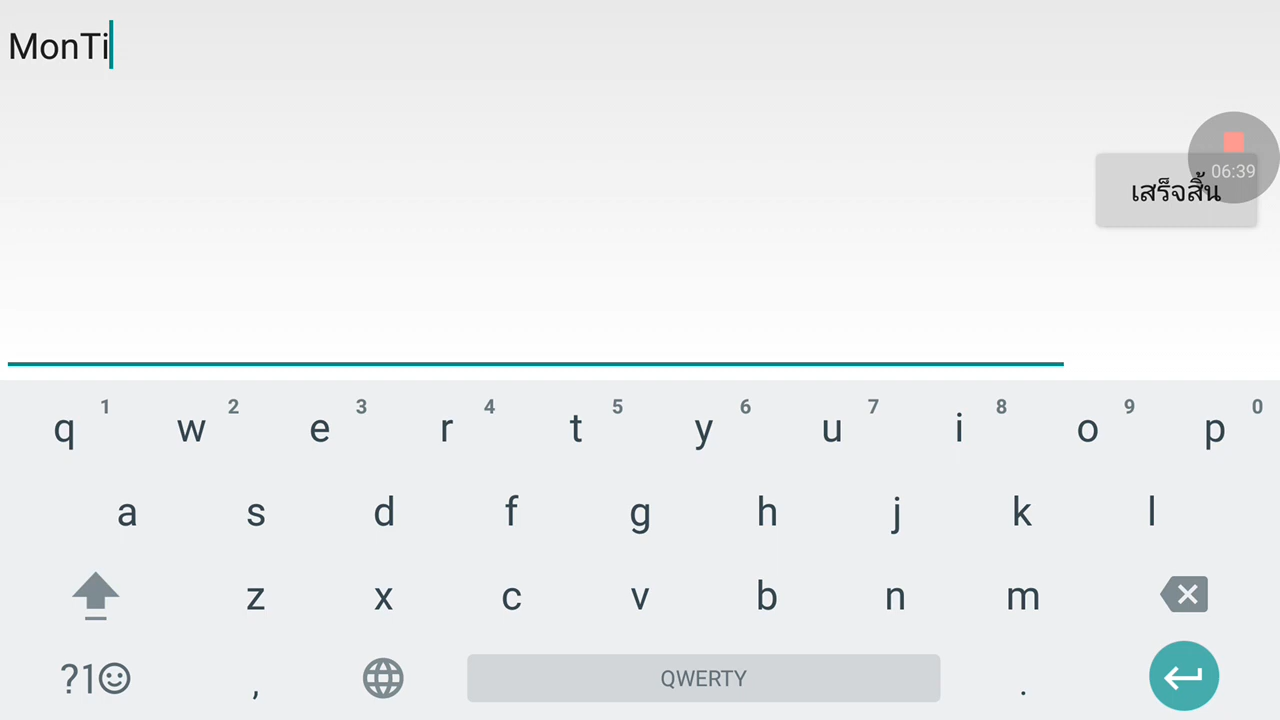 MonTi
06:39
เสร็จสิ้น
1 2 3 4 5 6 7 8 9 0
q w e r t y u i o p
a s d f g h j k l
z x c v b n m
?1 , QWERTY .